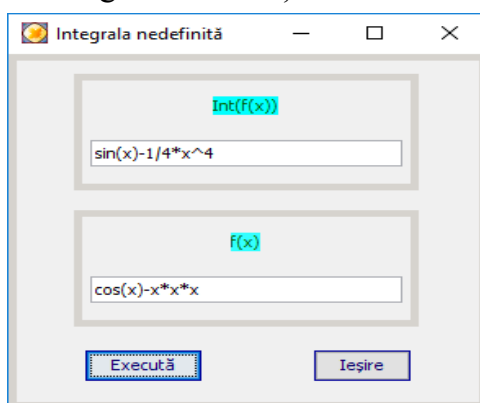 Integrala nedefinită
Int(f(x))
sin(x)-1/4*x^4
f(x)
cos(x)-x*x*x
Execută
Ieşire